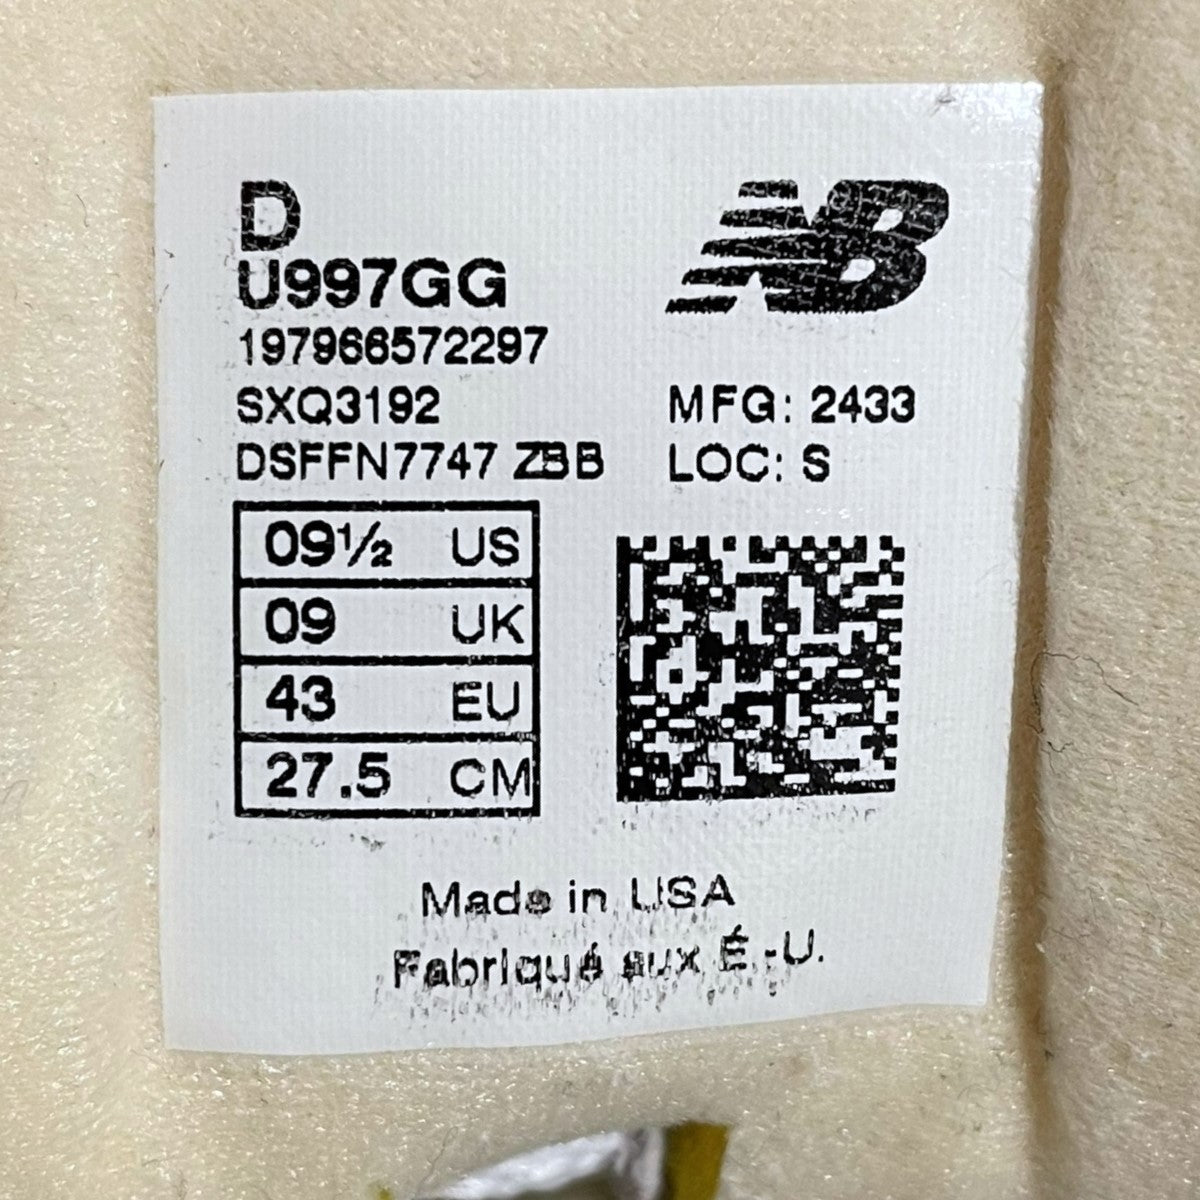 D
NB
U997GG
197966572297
SXQ3192
MFG: 2433
DSFFN7747 ZBB
LOC: S
09½ US
09 UK
43 EU
27.5 CM
Made in USA
Fabriqué aux É.-U.